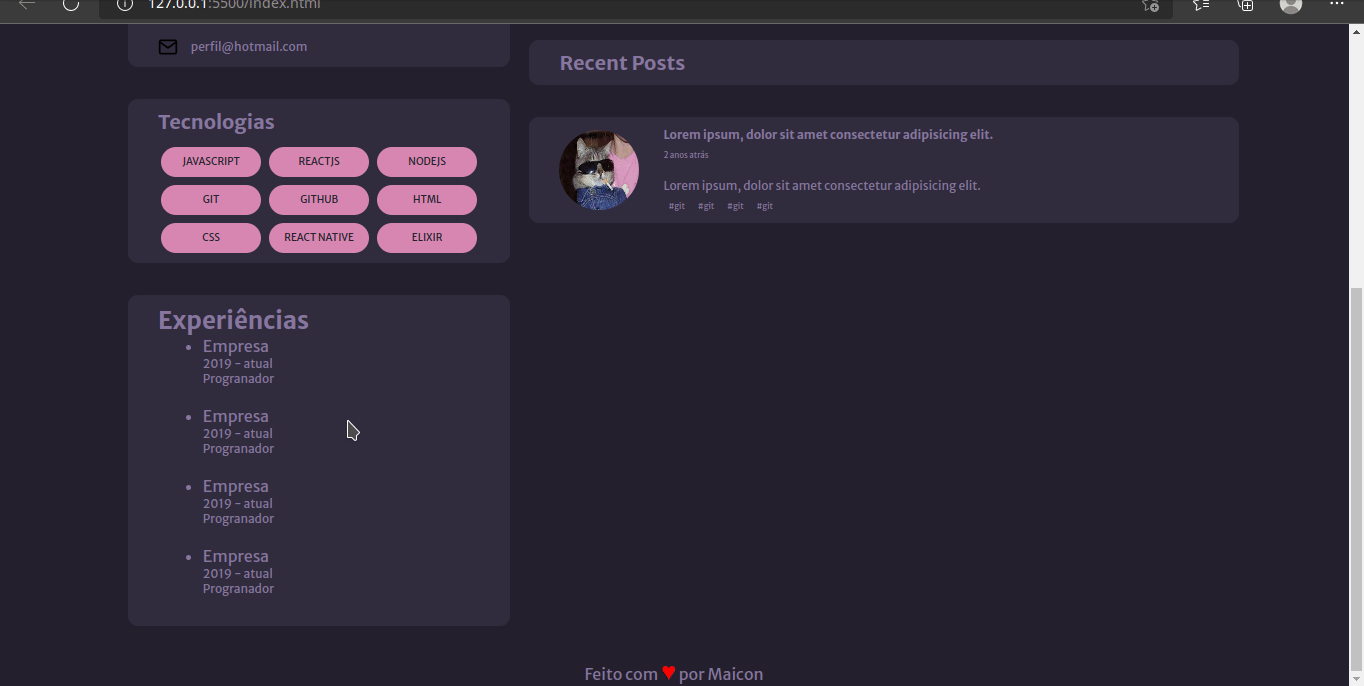 127.0.0.1:5500/index.html
perfil@hotmail.com
Tecnologias
JAVASCRIPT REACTJS NODEJS
GIT GITHUB HTML
CSS REACT NATIVE ELIXIR
Experiências
Empresa
2019 - atual
Progranador
Empresa
2019 - atual
Progranador
Empresa
2019 - atual
Progranador
Empresa
2019 - atual
Progranador
Recent Posts
Lorem ipsum, dolor sit amet consectetur adipisicing elit.
2 anos atrás
Lorem ipsum, dolor sit amet consectetur adipisicing elit.
#git #git #git #git
Feito com ♥ por Maicon